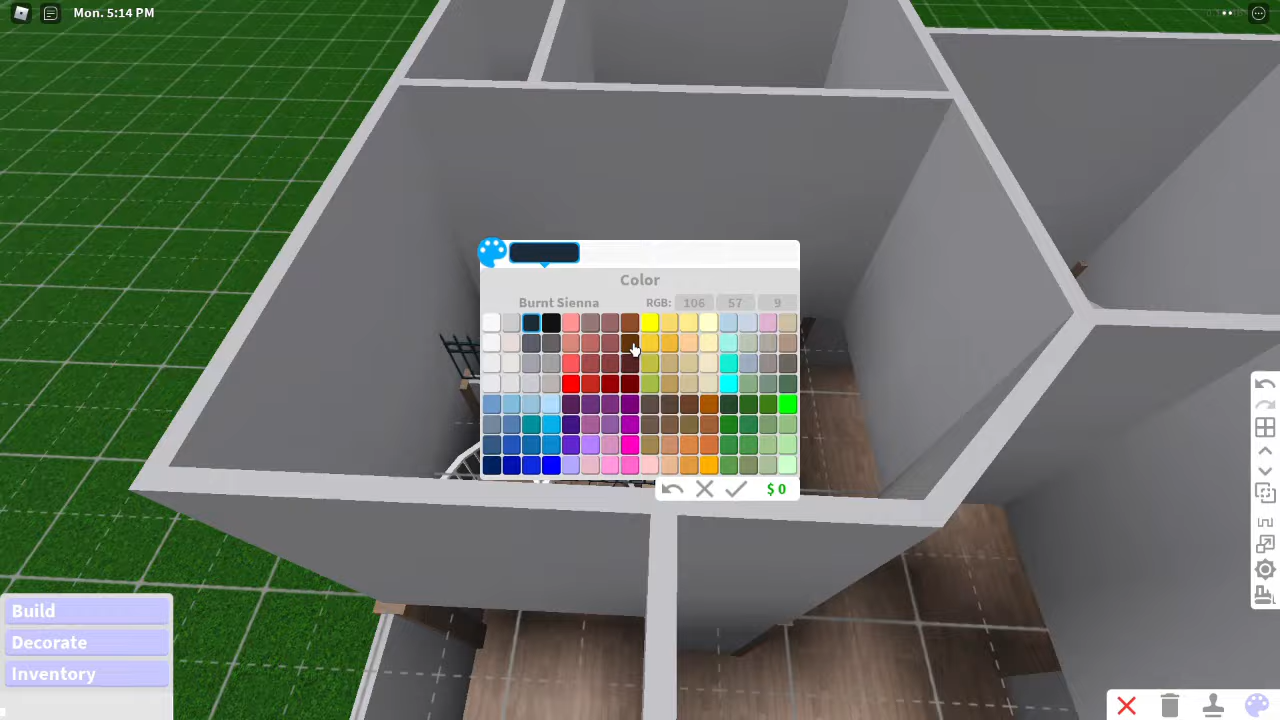 Mon. 5:14 PM
Color
Burnt Sienna RGB: 106 57 9
$ 0
Build
Decorate
Inventory